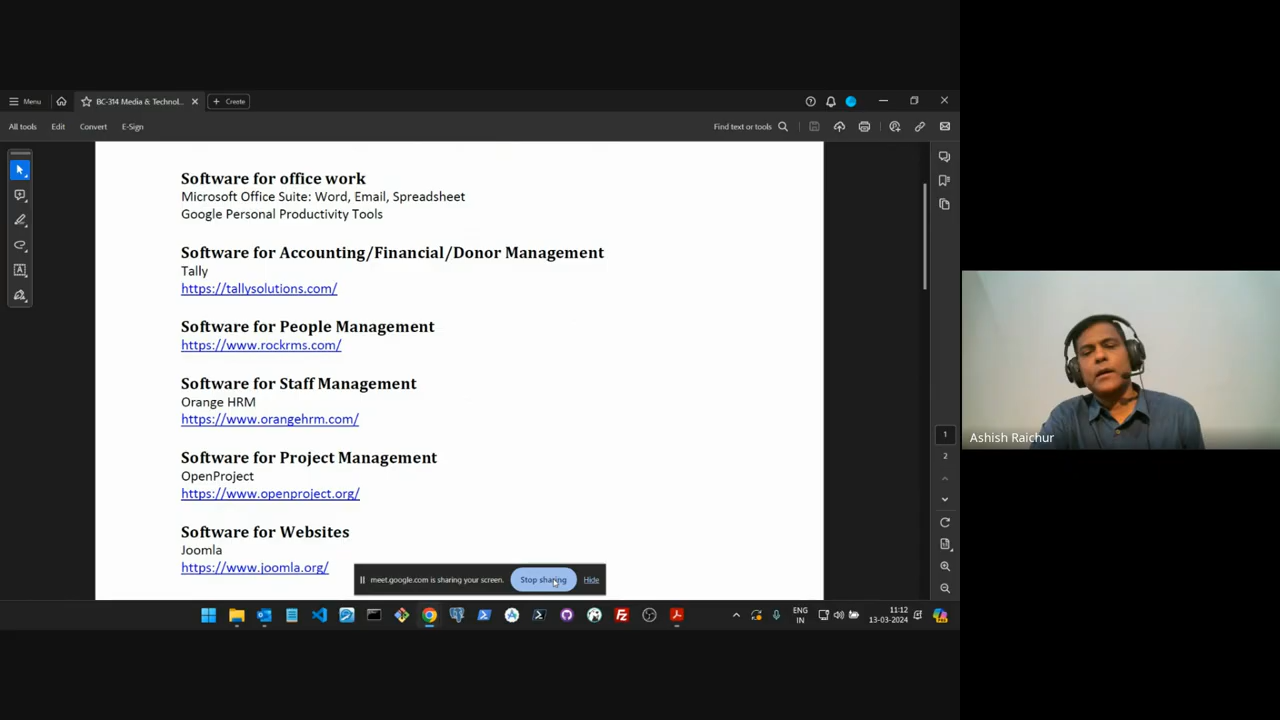 Menu
BC-314 Media & Technol...
Create
All tools
Edit
Convert
E-Sign
Find text or tools
Software for office work
Microsoft Office Suite: Word, Email, Spreadsheet
Google Personal Productivity Tools
Software for Accounting/Financial/Donor Management
Tally
https://tallysolutions.com/
Software for People Management
https://www.rockrms.com/
Software for Staff Management
Orange HRM
https://www.orangehrm.com/
Software for Project Management
OpenProject
https://www.openproject.org/
Software for Websites
Joomla
https://www.joomla.org/
1
2
meet.google.com is sharing your screen.
Stop sharing
Hide
ENG
IN
11:12
13-03-2024
Ashish Raichur